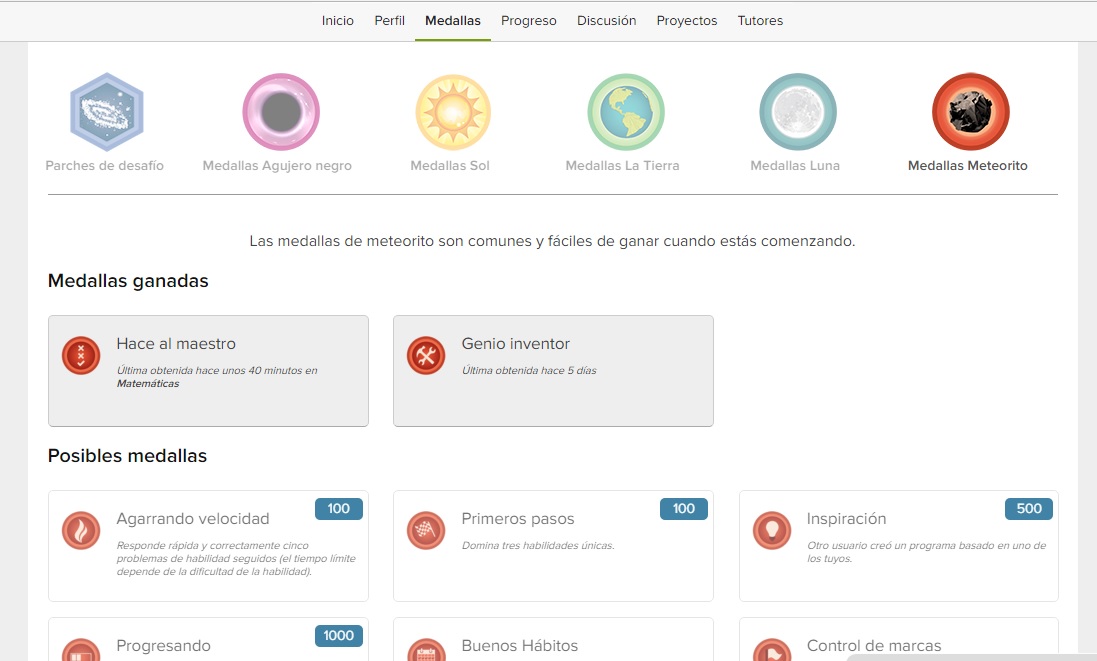 Inicio Perfil Medallas Progreso Discusión Proyectos Tutores
Parches de desafío Medallas Agujero negro Medallas Sol Medallas La Tierra Medallas Luna Medallas Meteorito
Las medallas de meteorito son comunes y fáciles de ganar cuando estás comenzando.
Medallas ganadas
Hace al maestro
Última obtenida hace unos 40 minutos en
Matemáticas
Genio inventor
Última obtenida hace 5 días
Posibles medallas
100
Agarrando velocidad
Responde rápida y correctamente cinco
problemas de habilidad seguidos (el tiempo límite
depende de la dificultad de la habilidad).
100
Primeros pasos
Domina tres habilidades únicas.
500
Inspiración
Otro usuario creó un programa basado en uno de
los tuyos.
1000
Progresando
Buenos Hábitos
Control de marcas